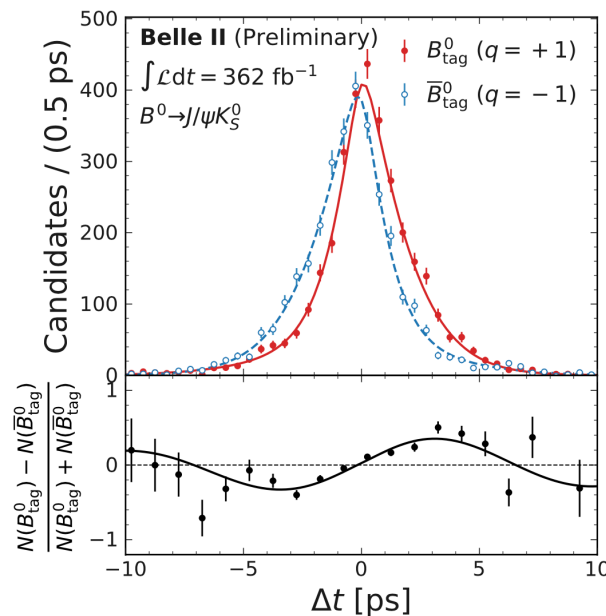 500
400
300
200
100
0
Candidates / (0.5 ps)
Belle II (Preliminary)
∫ℒdt = 362 fb⁻¹
B⁰→J/ψK⁰_S
B⁰_tag (q = +1)
B̅⁰_tag (q = −1)
1
0
−1
N(B⁰_tag) − N(B̅⁰_tag)
N(B⁰_tag) + N(B̅⁰_tag)
−10 −5 0 5 10
Δt [ps]